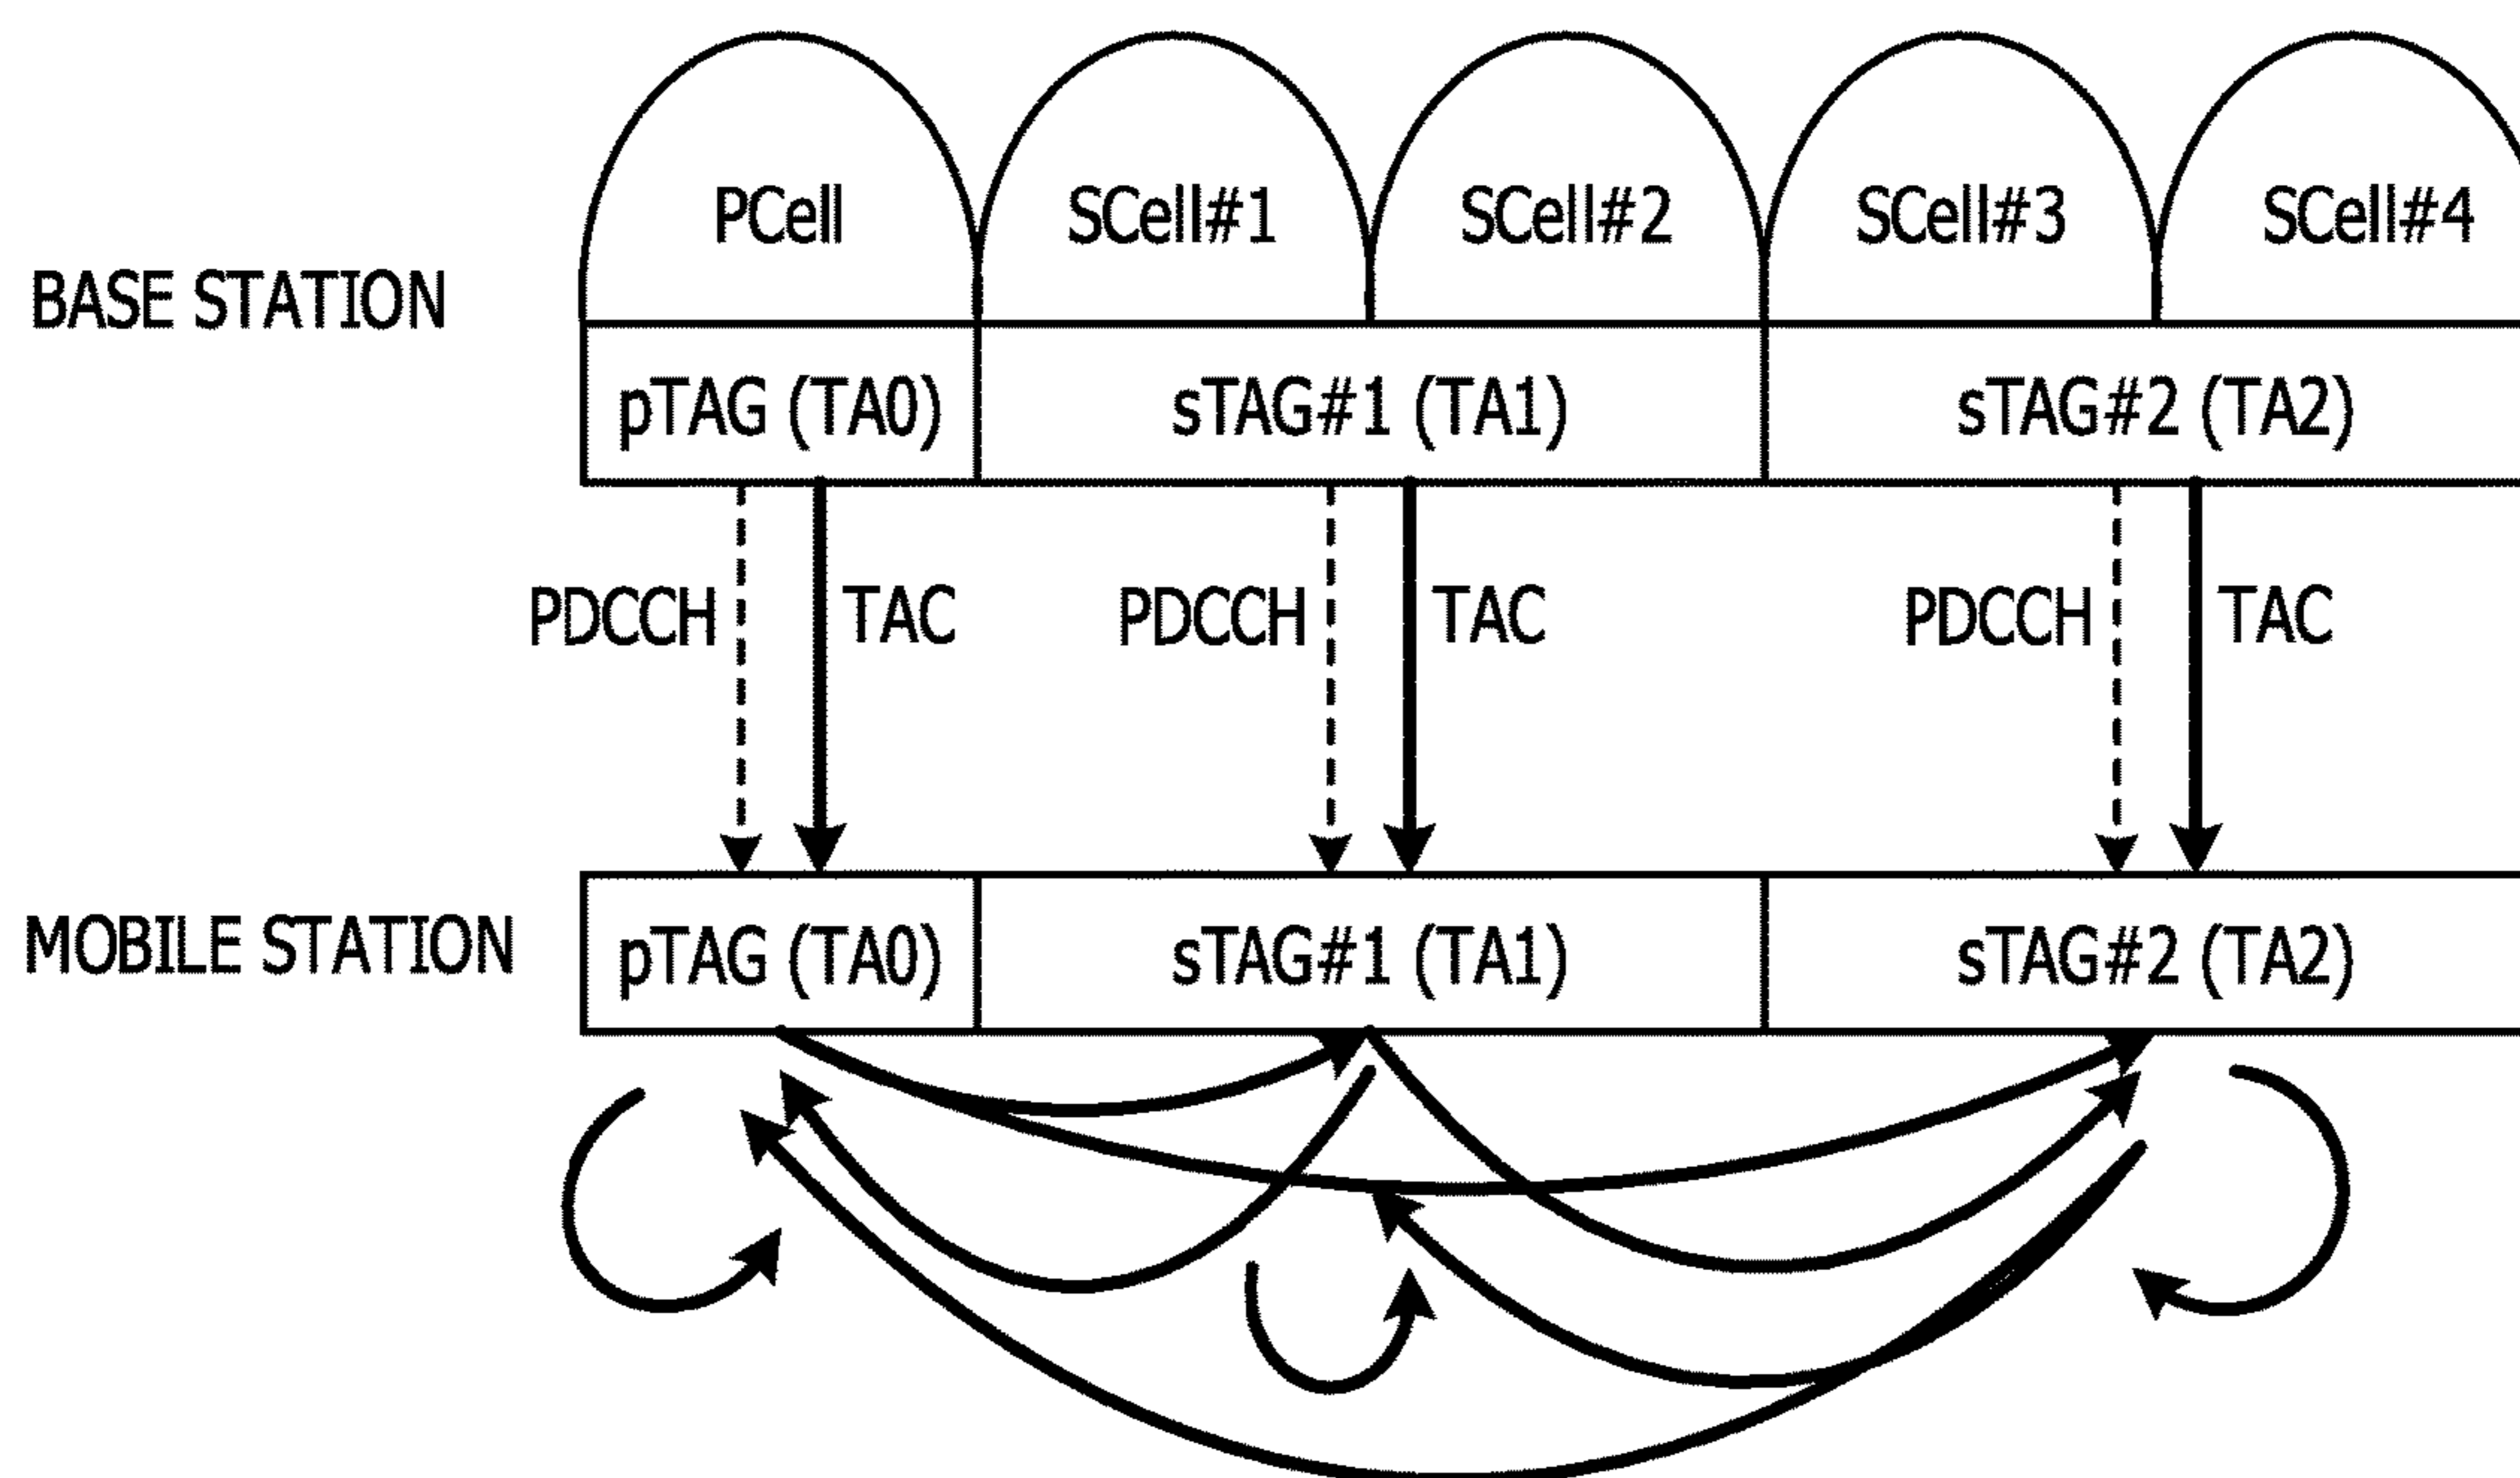 PCell SCell#1 SCell#2 SCell#3 SCell#4
BASE STATION
pTAG (TA0) sTAG#1 (TA1) sTAG#2 (TA2)
PDCCH TAC PDCCH TAC PDCCH TAC
MOBILE STATION pTAG (TA0) sTAG#1 (TA1) sTAG#2 (TA2)